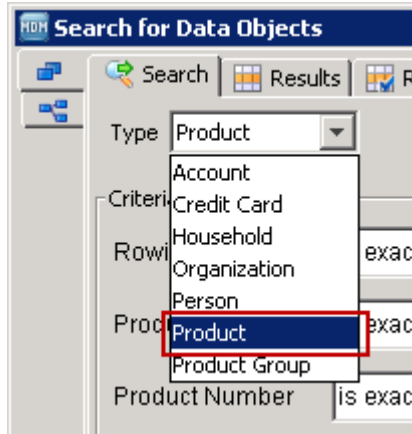 MDM Search for Data Objects
Search Results
Type Product
Account
Credit Card
Household
Organization
Person
Product
Product Group
Product Number is exac